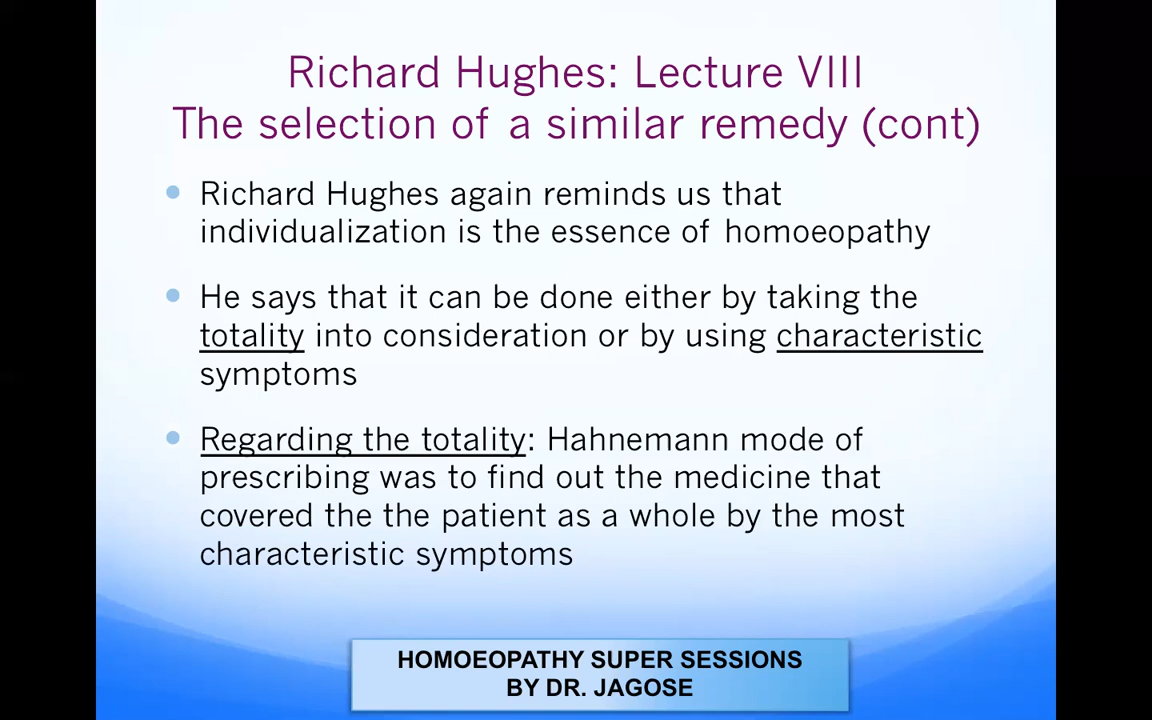 Richard Hughes: Lecture VIII
The selection of a similar remedy (cont)
Richard Hughes again reminds us that
individualization is the essence of homoeopathy
He says that it can be done either by taking the
totality into consideration or by using characteristic
symptoms
Regarding the totality: Hahnemann mode of
prescribing was to find out the medicine that
covered the the patient as a whole by the most
characteristic symptoms
HOMOEOPATHY SUPER SESSIONS
BY DR. JAGOSE